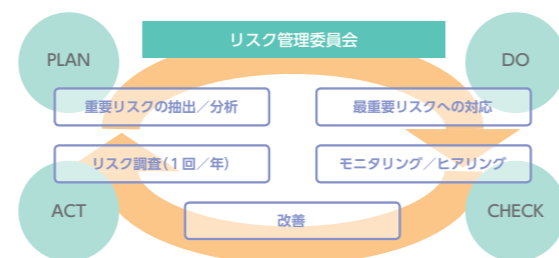 リスク管理委員会
PLAN
DO
重要リスクの抽出／分析
最重要リスクへの対応
リスク調査(１回／年)
モニタリング／ヒアリング
ACT
改善
CHECK